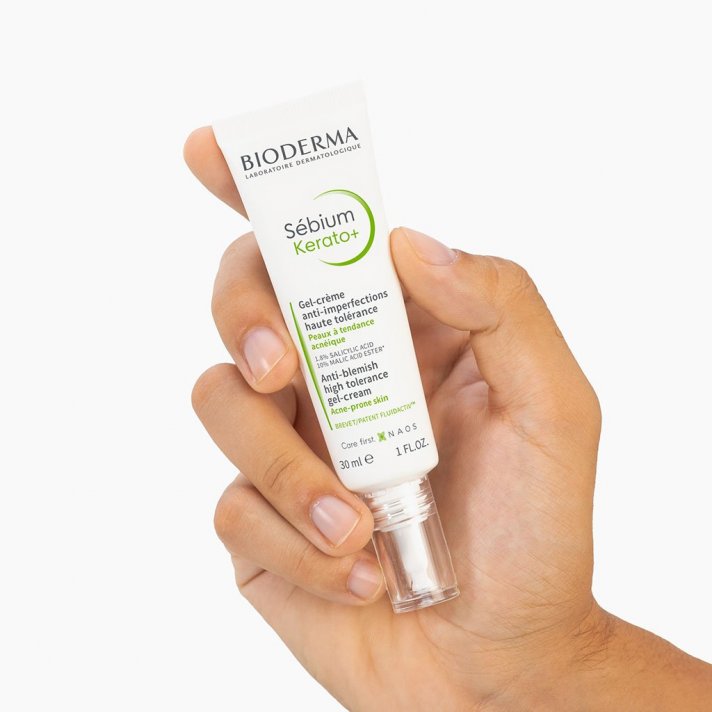 BIODERMA
LABORATOIRE DERMATOLOGIQUE
Sébium
Kerato+
Gel-crème
anti-imperfections
haute tolérance
Peaux à tendance
acnéique
1.8% SALICYLIC ACID
10% MALIC ACID ESTER*
Anti-blemish
high tolerance
gel-cream
Acne-prone skin
BREVET/PATENT FLUIDACTIV™
Care first. NAOS
30 ml e 1 FL.OZ.